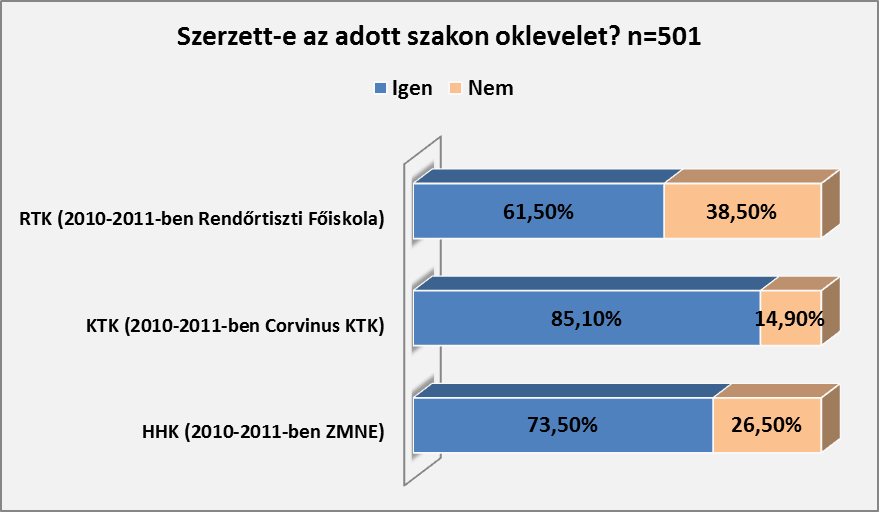 Szerzett-e az adott szakon oklevelet? n=501
Igen Nem
RTK (2010-2011-ben Rendőrtiszti Főiskola) 61,50% 38,50%
KTK (2010-2011-ben Corvinus KTK) 85,10% 14,90%
HHK (2010-2011-ben ZMNE) 73,50% 26,50%